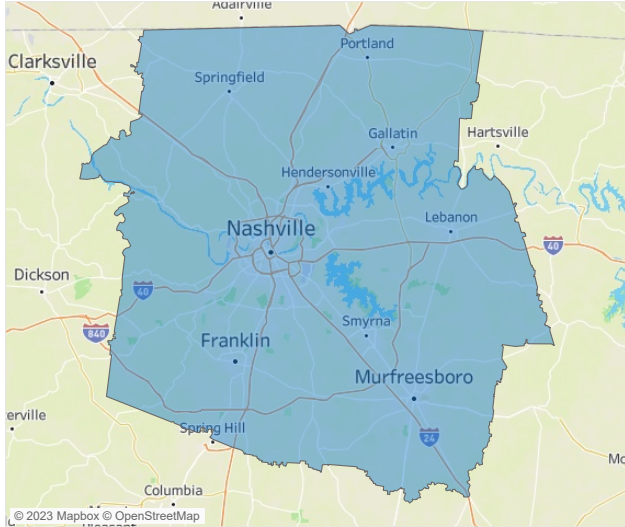 Adairville
Portland
Clarksville
Springfield
Gallatin
Hartsville
Hendersonville
Lebanon
Nashville
40
Dickson
40
Smyrna
840
Franklin
Murfreesboro
erville
Spring Hill
24
Mo
Columbia
© 2023 Mapbox © OpenStreetMap